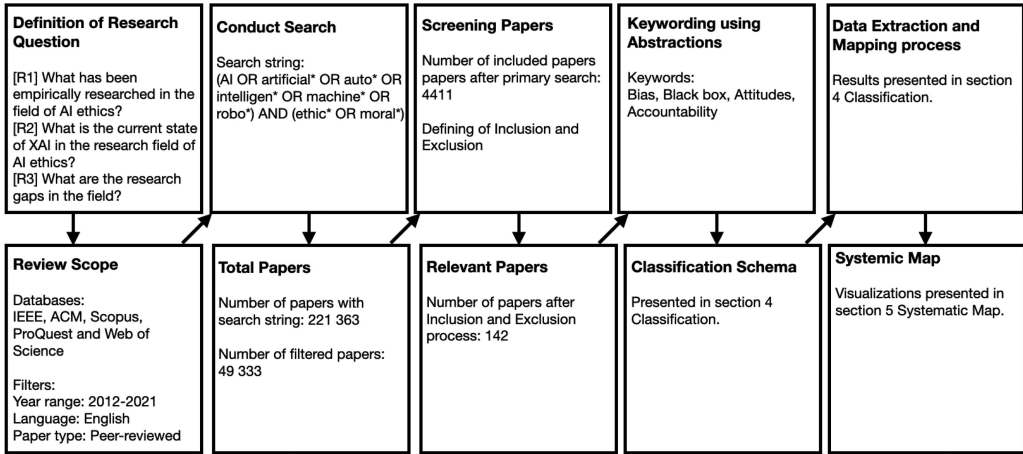 Definition of Research
Question
[R1] What has been
empirically researched in the
field of AI ethics?
[R2] What is the current state
of XAI in the research field of
AI ethics?
[R3] What are the research
gaps in the field?
Conduct Search
Search string:
(AI OR artificial* OR auto* OR
intelligen* OR machine* OR
robo*) AND (ethic* OR moral*)
Screening Papers
Number of included papers
papers after primary search:
4411
Defining of Inclusion and
Exclusion
Keywording using
Abstractions
Keywords:
Bias, Black box, Attitudes,
Accountability
Data Extraction and
Mapping process
Results presented in section
4 Classification.
Review Scope
Databases:
IEEE, ACM, Scopus,
ProQuest and Web of
Science
Filters:
Year range: 2012-2021
Language: English
Paper type: Peer-reviewed
Total Papers
Number of papers with
search string: 221 363
Number of filtered papers:
49 333
Relevant Papers
Number of papers after
Inclusion and Exclusion
process: 142
Classification Schema
Presented in section 4
Classification.
Systemic Map
Visualizations presented in
section 5 Systematic Map.